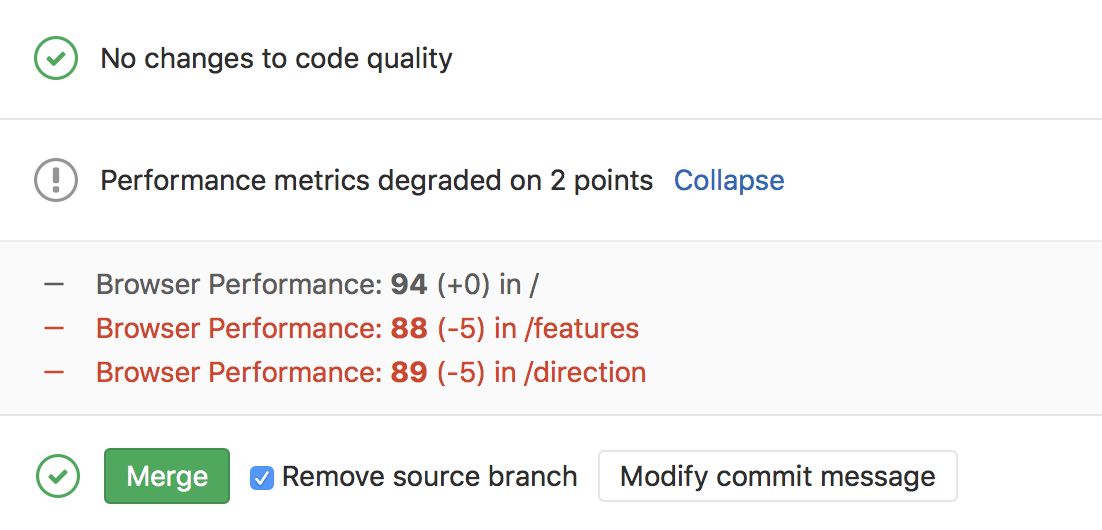 No changes to code quality
Performance metrics degraded on 2 points Collapse
– Browser Performance: 94 (+0) in /
– Browser Performance: 88 (-5) in /features
– Browser Performance: 89 (-5) in /direction
Merge Remove source branch Modify commit message